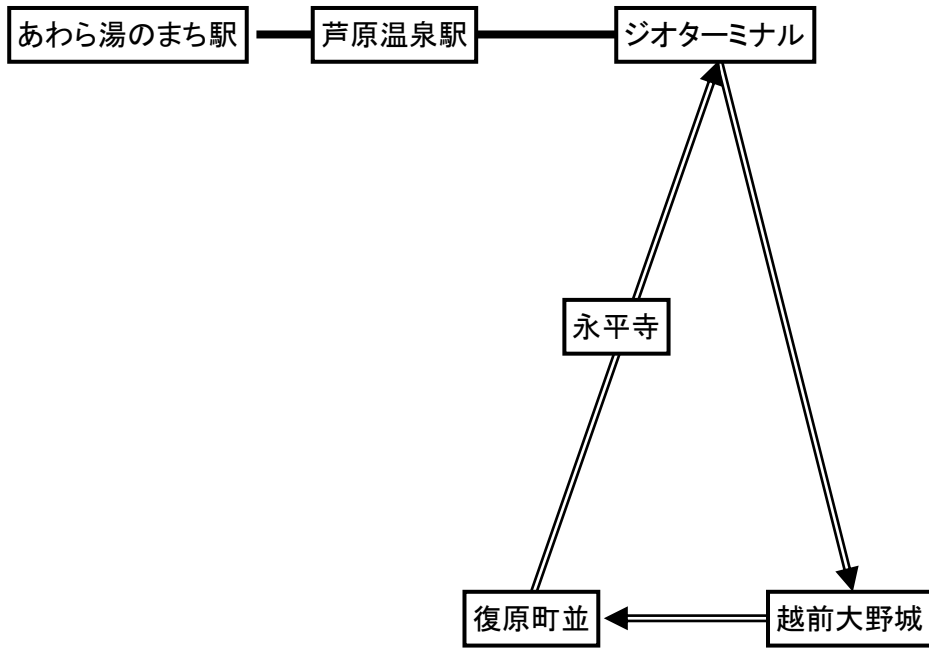 あわら湯のまち駅
芦原温泉駅
ジオターミナル
永平寺
復原町並
越前大野城